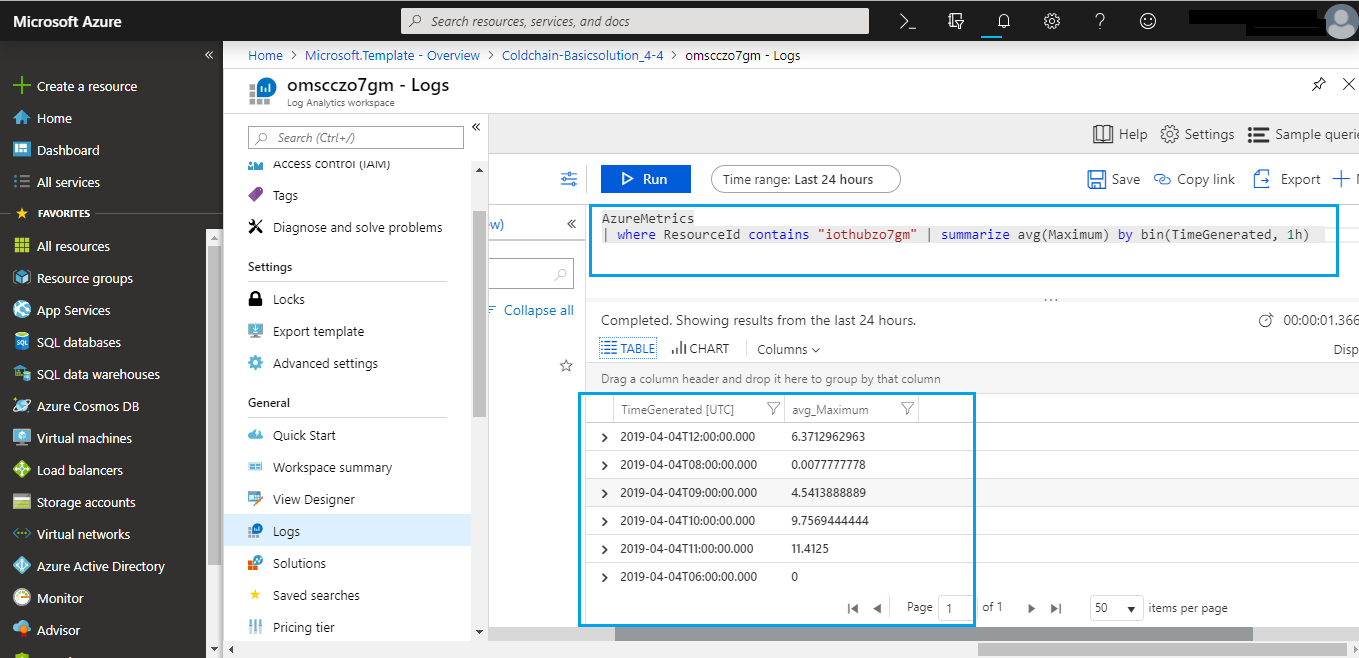 Microsoft Azure
Search resources, services, and docs
Home > Microsoft.Template - Overview > Coldchain-Basicsolution_4-4 > omscczo7gm - Logs
Create a resource
Home
Dashboard
All services
FAVORITES
All resources
Resource groups
App Services
SQL databases
SQL data warehouses
Azure Cosmos DB
Virtual machines
Load balancers
Storage accounts
Virtual networks
Azure Active Directory
Monitor
Advisor
omscczo7gm - Logs
Log Analytics workspace
Search (Ctrl+/)
Access control (IAM)
Tags
Diagnose and solve problems
Settings
Locks
Export template
Advanced settings
General
Quick Start
Workspace summary
View Designer
Logs
Solutions
Saved searches
Pricing tier
Help Settings Sample querie
Run Time range: Last 24 hours Save Copy link Export
w)
Collapse all
AzureMetrics
| where ResourceId contains "iothubzo7gm" | summarize avg(Maximum) by bin(TimeGenerated, 1h)
...
Completed. Showing results from the last 24 hours. 00:00:01.366
TABLE CHART Columns Disp
Drag a column header and drop it here to group by that column
TimeGenerated [UTC] avg_Maximum
2019-04-04T12:00:00.000 6.3712962963
2019-04-04T08:00:00.000 0.0077777778
2019-04-04T09:00:00.000 4.5413888889
2019-04-04T10:00:00.000 9.7569444444
2019-04-04T11:00:00.000 11.4125
2019-04-04T06:00:00.000 0
Page 1 of 1 50 items per page